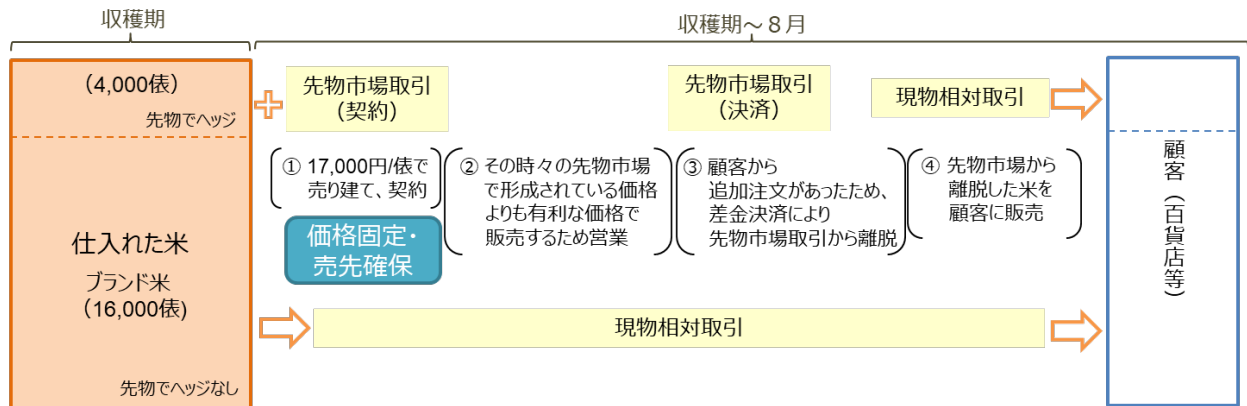 収穫期
収穫期～８月
(4,000俵)
先物でヘッジ
先物市場取引
(契約)
先物市場取引
(決済)
現物相対取引
① 17,000円/俵で
売り建て、契約
② その時々の先物市場
で形成されている価格
よりも有利な価格で
販売するため営業
③ 顧客から
追加注文があったため、
差金決済により
先物市場取引から離脱
④ 先物市場から
離脱した米を
顧客に販売
価格固定・
売先確保
仕入れた米
ブランド米
(16,000俵)
先物でヘッジなし
現物相対取引
顧客（百貨店等）